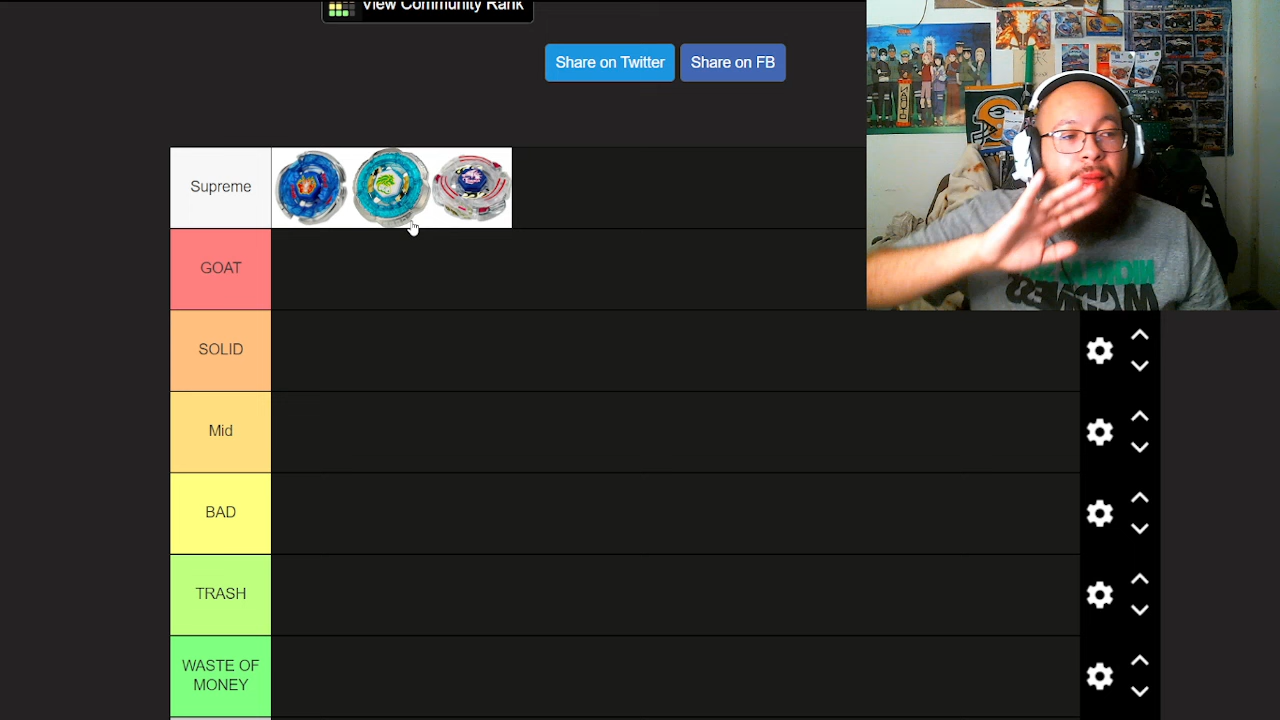 View Community Rank
Share on Twitter
Share on FB
Supreme
GOAT
SOLID
Mid
BAD
TRASH
WASTE OF
MONEY